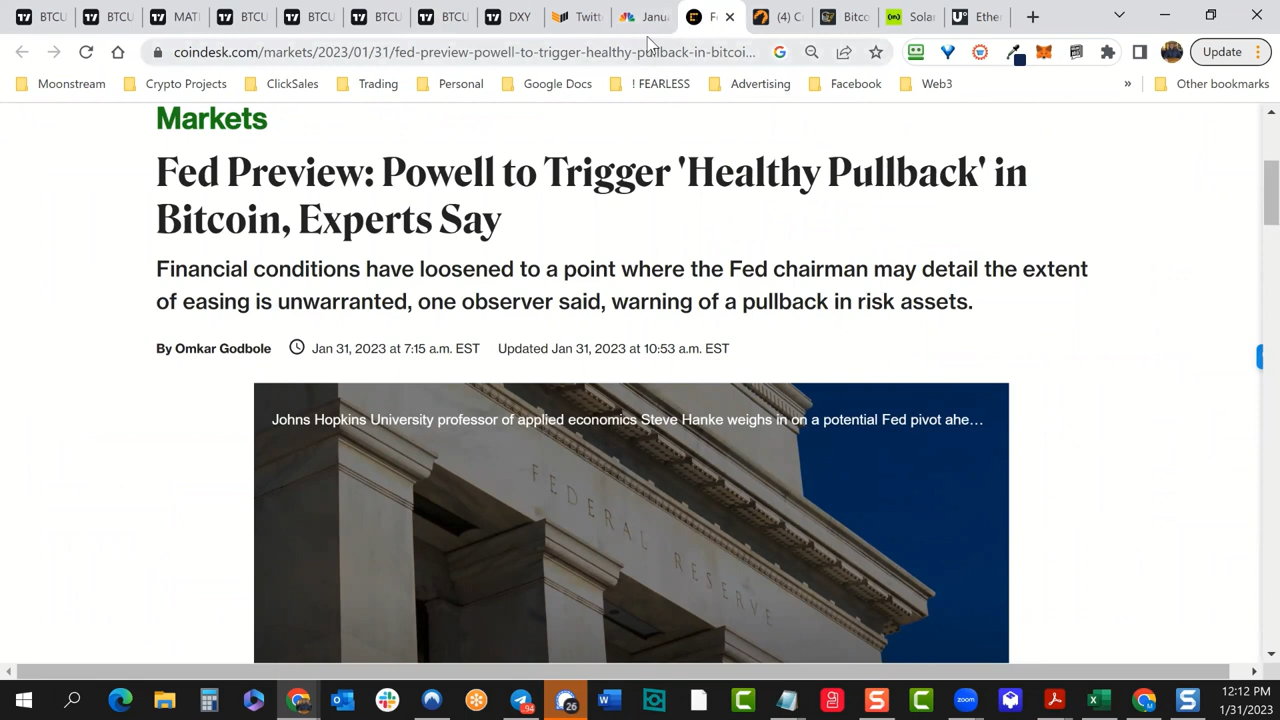 BTCU
BTCU
MAT
BTCU
BTCU
BTCU
BTCU
DXY
Twitt
Janua
F
(4) C
Bitco
Solar
Ether
coindesk.com/markets/2023/01/31/fed-preview-powell-to-trigger-healthy-pullback-in-bitcoi...
Update
Moonstream
Crypto Projects
ClickSales
Trading
Personal
Google Docs
! FEARLESS
Advertising
Facebook
Web3
»
Other bookmarks
Markets
Fed Preview: Powell to Trigger 'Healthy Pullback' in
Bitcoin, Experts Say
Financial conditions have loosened to a point where the Fed chairman may detail the extent
of easing is unwarranted, one observer said, warning of a pullback in risk assets.
By Omkar Godbole Jan 31, 2023 at 7:15 a.m. EST Updated Jan 31, 2023 at 10:53 a.m. EST
Johns Hopkins University professor of applied economics Steve Hanke weighs in on a potential Fed pivot ahe...
FEDERAL RESERVE
94
26
12:12 PM
1/31/2023